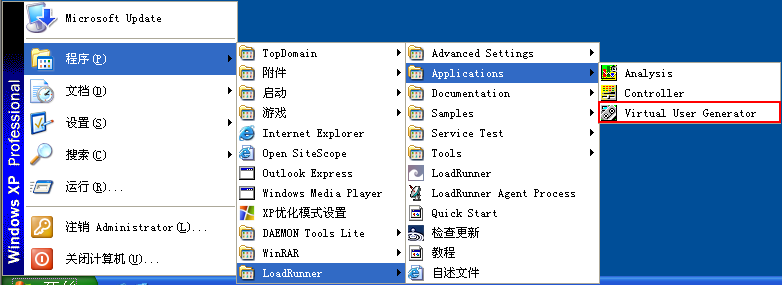 Windows XP Professional
Microsoft Update
程序(P)
文档(D)
设置(S)
搜索(C)
运行(R)...
注销 Administrator(L)...
关闭计算机(U)...
TopDomain
附件
启动
游戏
Internet Explorer
Open SiteScope
Outlook Express
Windows Media Player
XP优化模式设置
DAEMON Tools Lite
WinRAR
LoadRunner
Advanced Settings
Applications
Documentation
Samples
Service Test
Tools
LoadRunner
LoadRunner Agent Process
Quick Start
检查更新
教程
自述文件
Analysis
Controller
Virtual User Generator